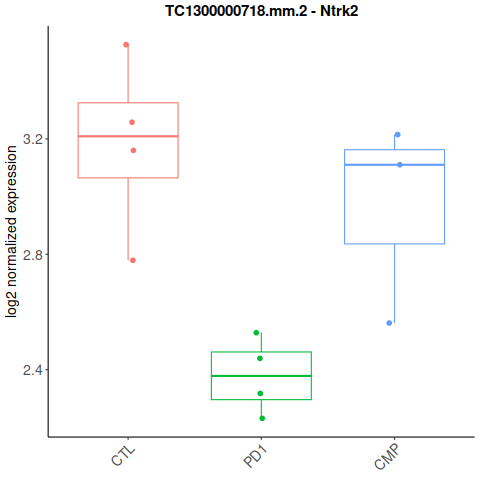 TC1300000718.mm.2 - Ntrk2
log2 normalized expression
3.2
2.8
2.4
CTL
PD1
CMP